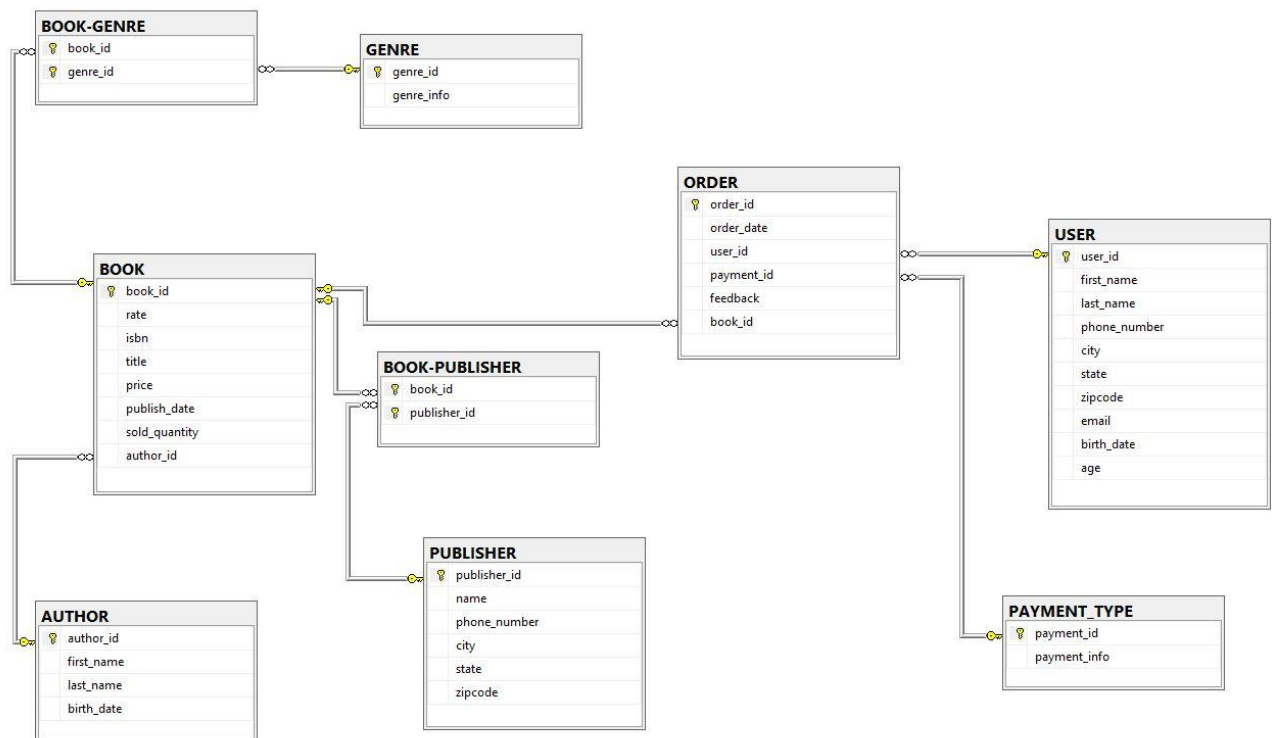 BOOK-GENRE
book_id
genre_id
GENRE
genre_id
genre_info
ORDER
order_id
order_date
user_id
payment_id
feedback
book_id
USER
user_id
first_name
last_name
phone_number
city
state
zipcode
email
birth_date
age
BOOK
book_id
rate
isbn
title
price
publish_date
sold_quantity
author_id
BOOK-PUBLISHER
book_id
publisher_id
PUBLISHER
publisher_id
name
phone_number
city
state
zipcode
AUTHOR
author_id
first_name
last_name
birth_date
PAYMENT_TYPE
payment_id
payment_info